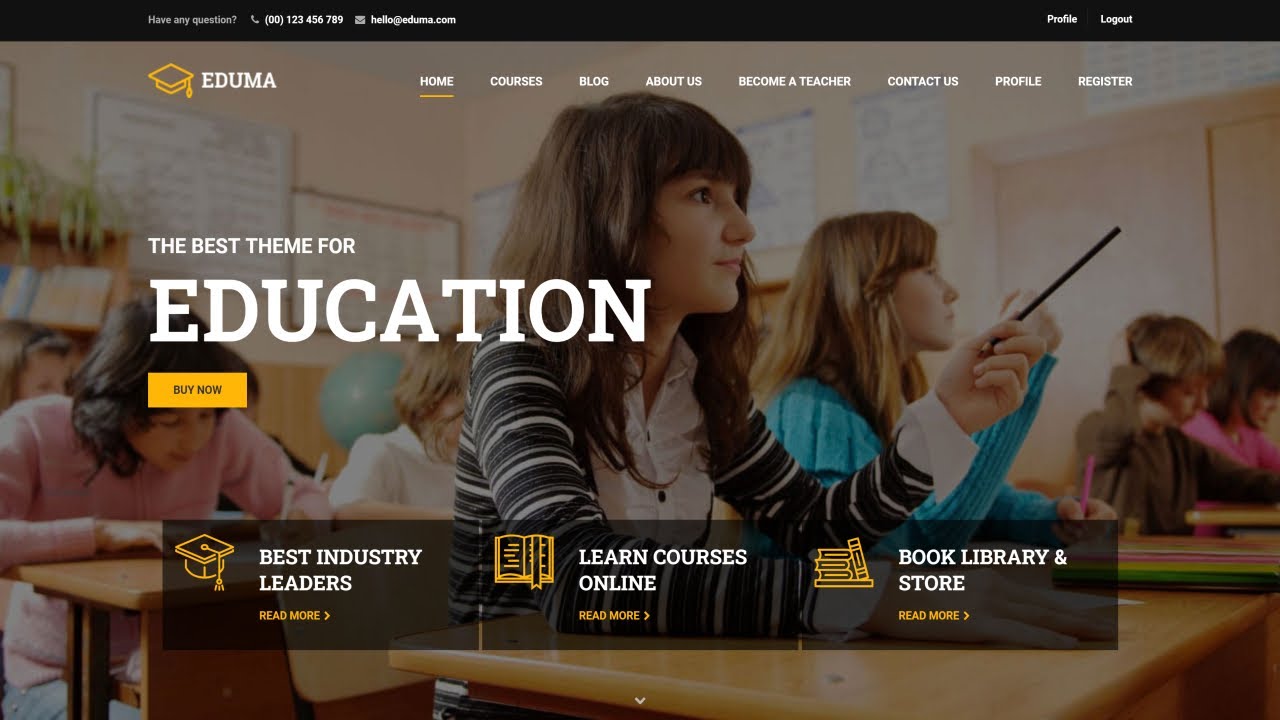 Have any question? (00) 123 456 789 hello@eduma.com Profile Logout
EDUMA HOME COURSES BLOG ABOUT US BECOME A TEACHER CONTACT US PROFILE REGISTER
THE BEST THEME FOR
EDUCATION
BUY NOW
BEST INDUSTRY
LEADERS
READ MORE
LEARN COURSES
ONLINE
READ MORE
BOOK LIBRARY &
STORE
READ MORE